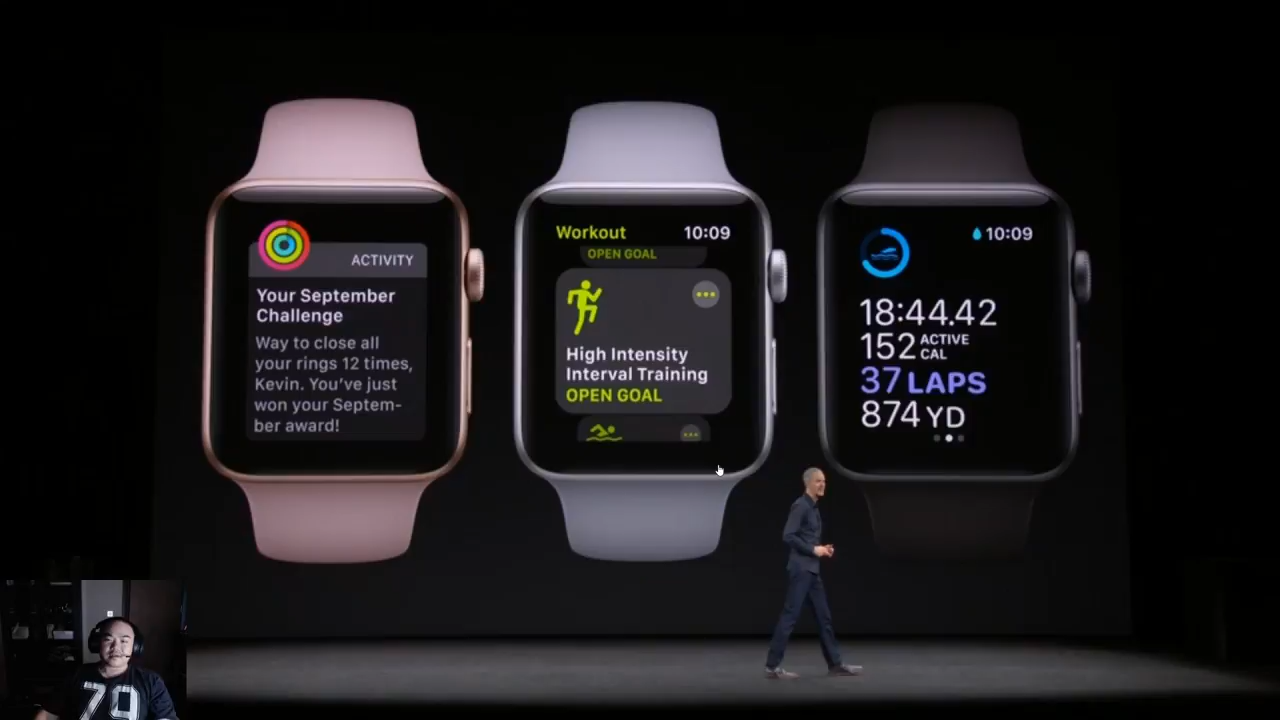 ACTIVITY
Your September
Challenge
Way to close all
your rings 12 times,
Kevin. You've just
won your Septem-
ber award!
Workout 10:09
OPEN GOAL
High Intensity
Interval Training
OPEN GOAL
10:09
18:44.42
152 ACTIVE CAL
37 LAPS
874 YD
79